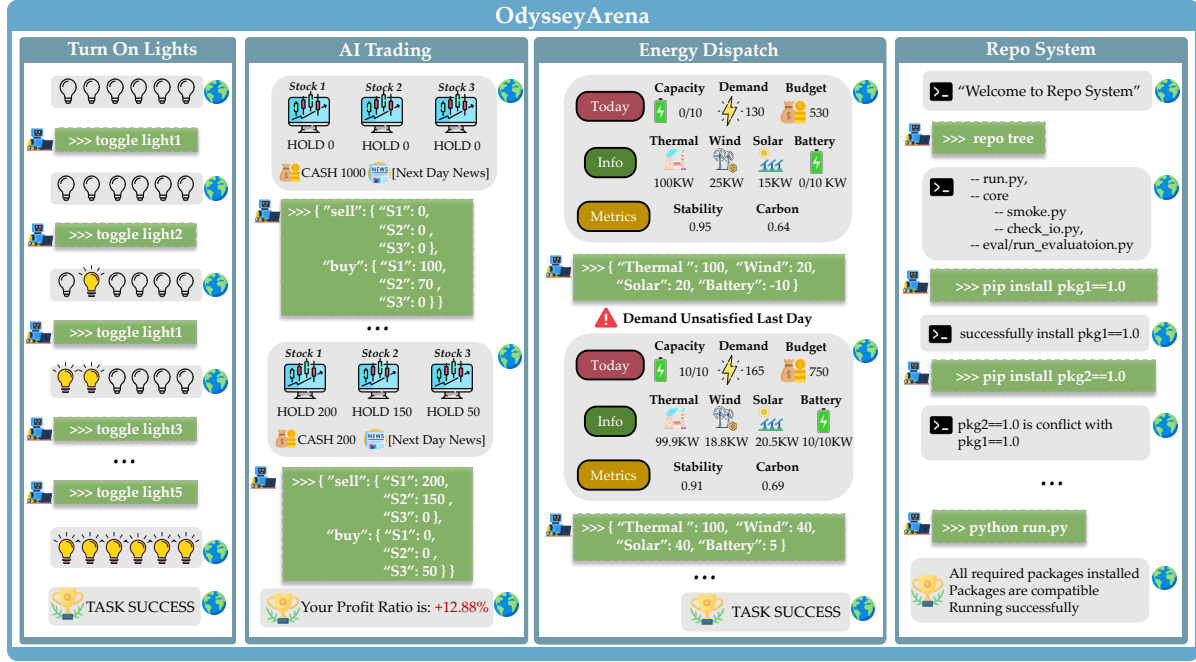 OdysseyArena
Turn On Lights
>>> toggle light1
>>> toggle light2
>>> toggle light1
>>> toggle light3
...
>>> toggle light5
TASK SUCCESS
AI Trading
Stock 1 Stock 2 Stock 3
HOLD 0 HOLD 0 HOLD 0
CASH 1000 NEWS [Next Day News]
>>> { "sell": { "S1": 0,
"S2": 0 ,
"S3": 0 },
"buy": { "S1": 100,
"S2": 70 ,
"S3": 0 } }
...
Stock 1 Stock 2 Stock 3
HOLD 200 HOLD 150 HOLD 50
CASH 200 NEWS [Next Day News]
>>> { "sell": { "S1": 200,
"S2": 150 ,
"S3": 0 },
"buy": { "S1": 0,
"S2": 0 ,
"S3": 50 } }
Your Profit Ratio is: +12.88%
Energy Dispatch
Capacity Demand Budget
Today 0/10 130 530
Thermal Wind Solar Battery
Info
100KW 25KW 15KW 0/10 KW
Stability Carbon
Metrics
0.95 0.64
>>> { "Thermal ": 100, "Wind": 20,
"Solar": 20, "Battery": -10 }
Demand Unsatisfied Last Day
Capacity Demand Budget
Today 10/10 165 750
Thermal Wind Solar Battery
Info
99.9KW 18.8KW 20.5KW 10/10KW
Stability Carbon
Metrics
0.91 0.69
>>> { "Thermal ": 100, "Wind": 40,
"Solar": 40, "Battery": 5 }
...
TASK SUCCESS
Repo System
"Welcome to Repo System"
>>> repo tree
-- run.py,
-- core
-- smoke.py
-- check_io.py,
-- eval/run_evaluatoion.py
>>> pip install pkg1==1.0
successfully install pkg1==1.0
>>> pip install pkg2==1.0
pkg2==1.0 is conflict with
pkg1==1.0
...
>>> python run.py
All required packages installed
Packages are compatible
Running successfully